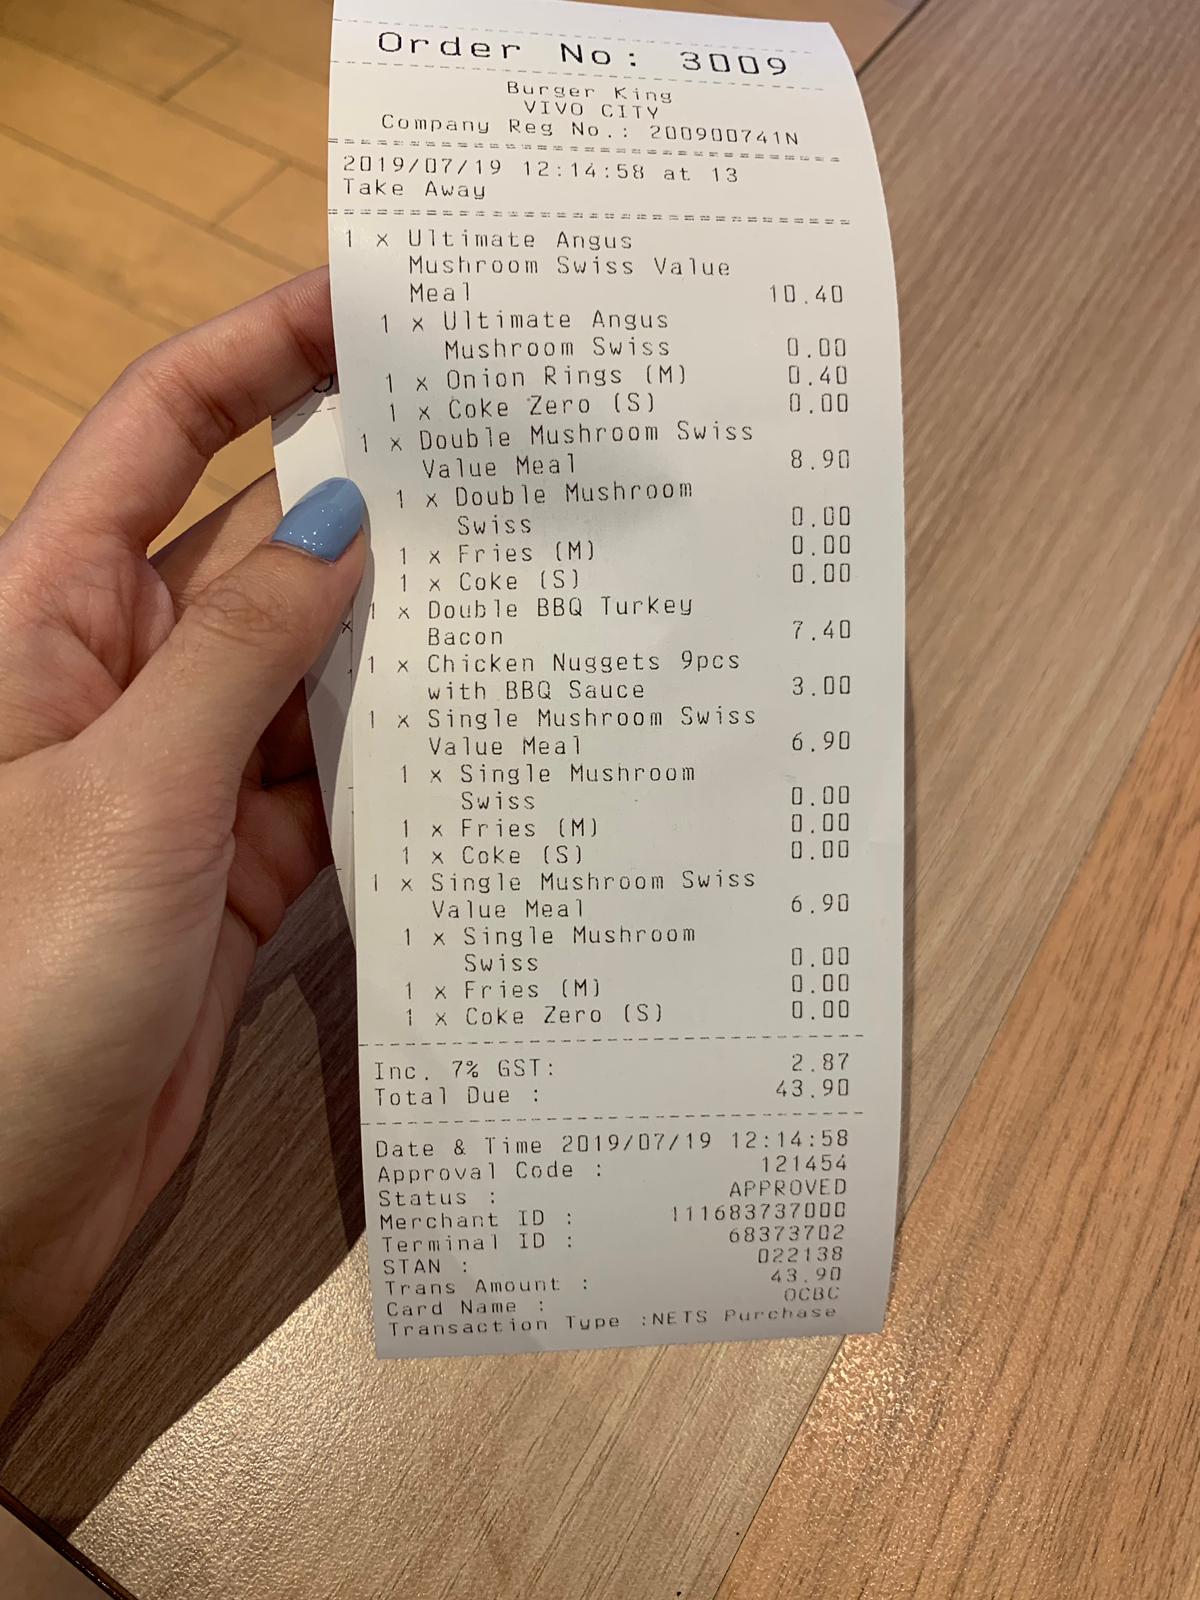 Order No: 3009
Burger King
VIVO CITY
Company Reg No.: 200900741N
2019/07/19 12:14:58 at 13
Take Away
1 x Ultimate Angus
Mushroom Swiss Value
Meal 10.40
1 x Ultimate Angus
Mushroom Swiss 0.00
1 x Onion Rings (M) 0.40
1 x Coke Zero (S) 0.00
1 x Double Mushroom Swiss
Value Meal 8.90
1 x Double Mushroom
Swiss 0.00
1 x Fries (M) 0.00
1 x Coke (S) 0.00
1 x Double BBQ Turkey
Bacon 7.40
1 x Chicken Nuggets 9pcs
with BBQ Sauce 3.00
1 x Single Mushroom Swiss
Value Meal 6.90
1 x Single Mushroom
Swiss 0.00
1 x Fries (M) 0.00
1 x Coke (S) 0.00
1 x Single Mushroom Swiss
Value Meal 6.90
1 x Single Mushroom
Swiss 0.00
1 x Fries (M) 0.00
1 x Coke Zero (S) 0.00
Inc. 7% GST: 2.87
Total Due : 43.90
Date & Time 2019/07/19 12:14:58
Approval Code : 121454
Status : APPROVED
Merchant ID : 111683737000
Terminal ID : 68373702
STAN : 022138
Trans Amount : 43.90
Card Name : OCBC
Transaction Type :NETS Purchase